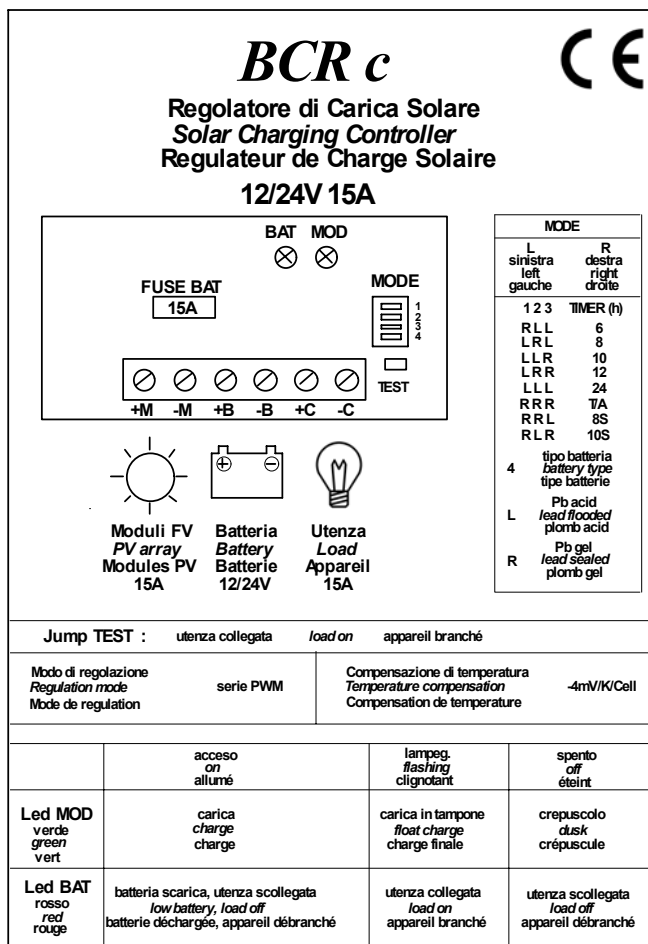 BCR c
CE
Regolatore di Carica Solare
Solar Charging Controller
Regulateur de Charge Solaire
12/24V 15A
BAT MOD
FUSE BAT
15A
MODE
1
2
3
4
TEST
+M -M +B -B +C -C
Moduli FV
PV array
Modules PV
15A
Batteria
Battery
Batterie
12/24V
Utenza
Load
Appareil
15A
MODE
L R
sinistra destra
left right
gauche droite
1 2 3 TIMER (h)
R L L 6
L R L 8
L L R 10
L R R 12
L L L 24
R R R T/A
R R L 8S
R L R 10S
tipo batteria
4 battery type
tipe batterie
Pb acid
L lead flooded
plomb acid
Pb gel
R lead sealed
plomb gel
Jump TEST : utenza collegata load on appareil branché
Modo di regolazione
Regulation mode serie PWM
Mode de regulation
Compensazione di temperatura
Temperature compensation -4mV/K/Cell
Compensation de temperature
acceso
on
allumé
lampeg.
flashing
clignotant
spento
off
éteint
Led MOD
verde
green
vert
carica
charge
charge
carica in tampone
float charge
charge finale
crepuscolo
dusk
crépuscule
Led BAT
rosso
red
rouge
batteria scarica, utenza scollegata
low battery, load off
batterie déchargée, appareil débranché
utenza collegata
load on
appareil branché
utenza scollegata
load off
appareil débranché